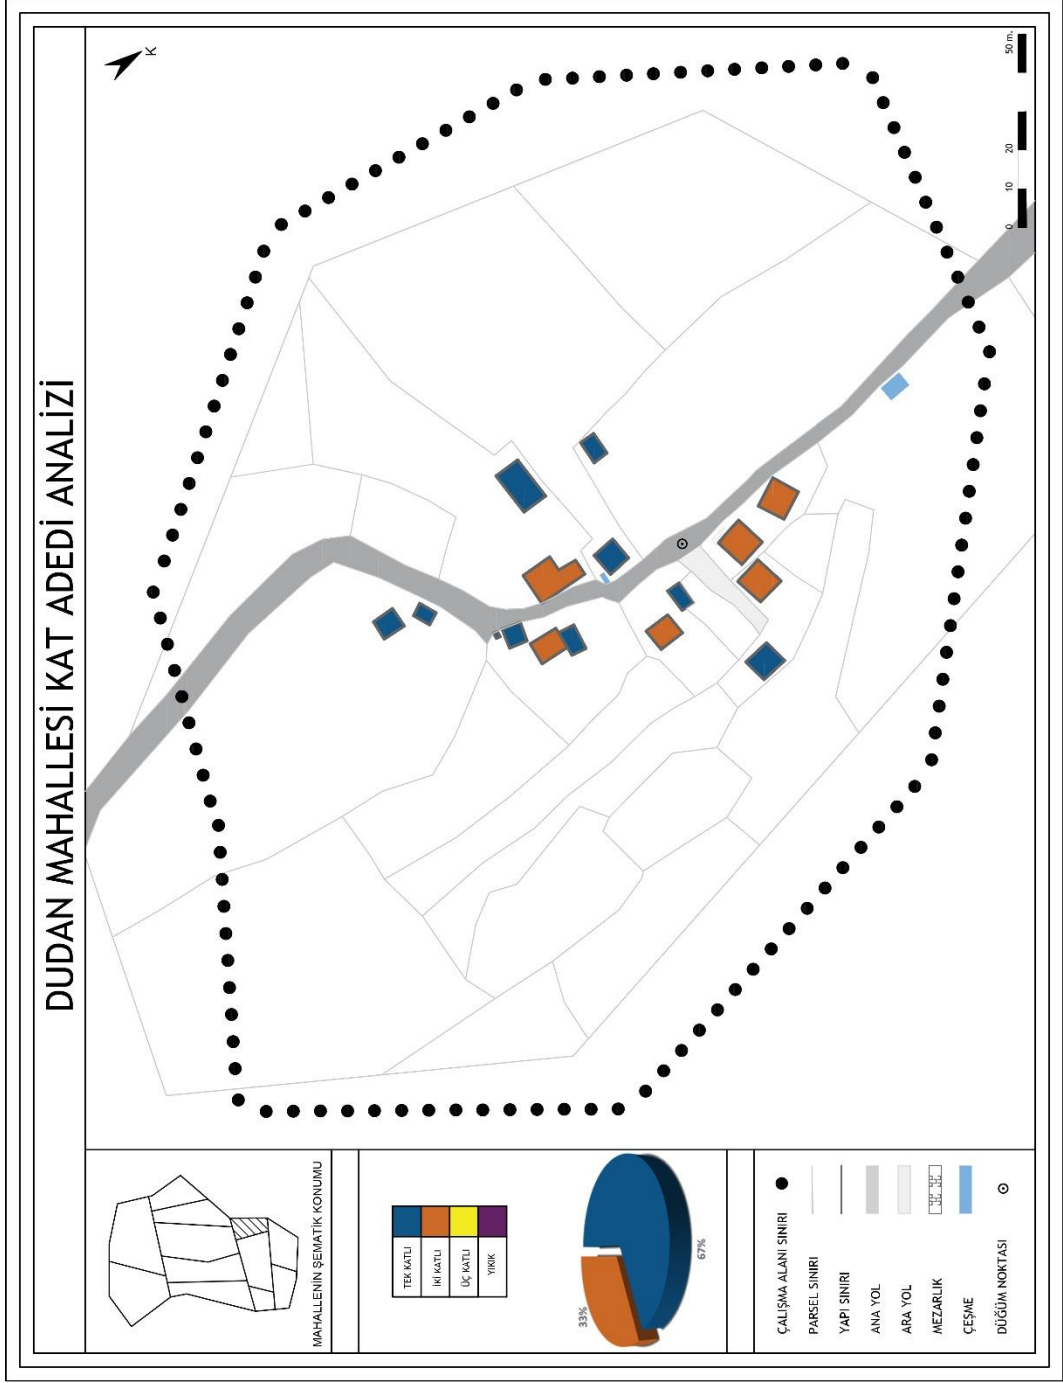 DUDAN MAHALLESİ KAT ADEDİ ANALİZİ
K
0 10 20 50 m.
MAHALLENİN ŞEMATİK KONUMU
TEK KATLI
İKİ KATLI
ÜÇ KATLI
YIKIK
33%
67%
ÇALIŞMA ALANI SINIRI
PARSEL SINIRI
YAPI SINIRI
ANA YOL
ARA YOL
MEZARLIK
ÇEŞME
DÜĞÜM NOKTASI